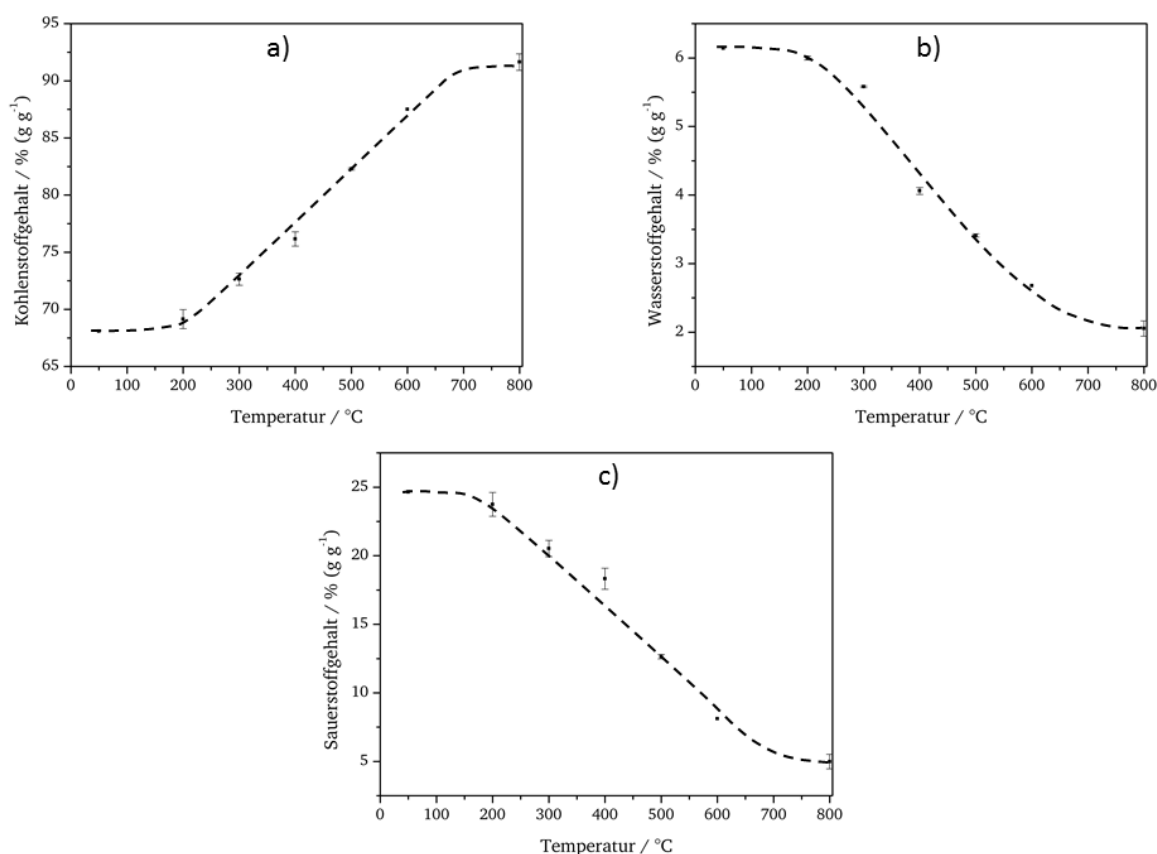 a)
Kohlenstoffgehalt / % (g g⁻¹)
95
90
85
80
75
70
65
0 100 200 300 400 500 600 700 800
Temperatur / °C
b)
Wasserstoffgehalt / % (g g⁻¹)
6
5
4
3
2
0 100 200 300 400 500 600 700 800
Temperatur / °C
c)
Sauerstoffgehalt / % (g g⁻¹)
25
20
15
10
5
0 100 200 300 400 500 600 700 800
Temperatur / °C